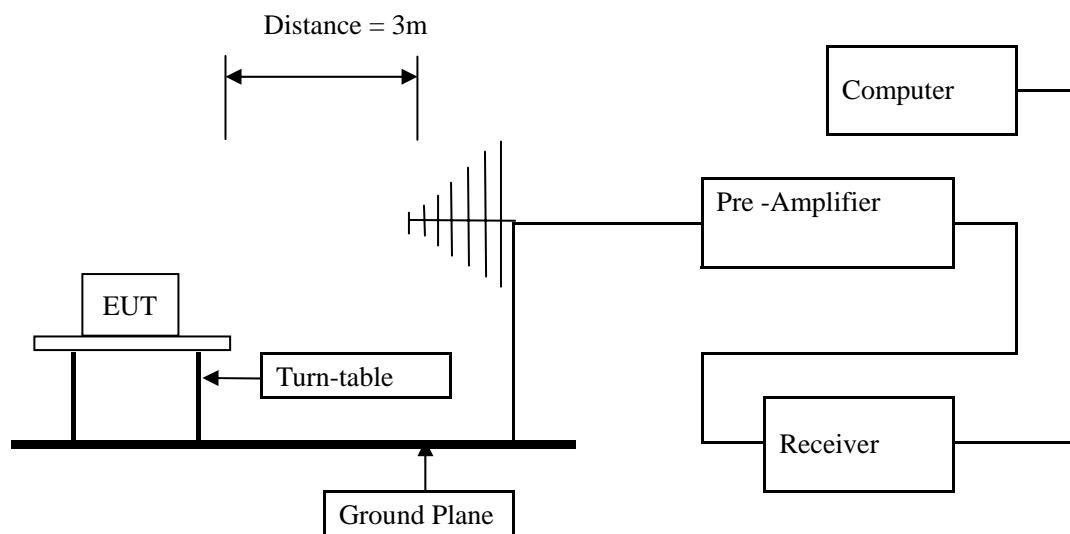 Distance = 3m
Computer
Pre -Amplifier
EUT
Turn-table
Receiver
Ground Plane